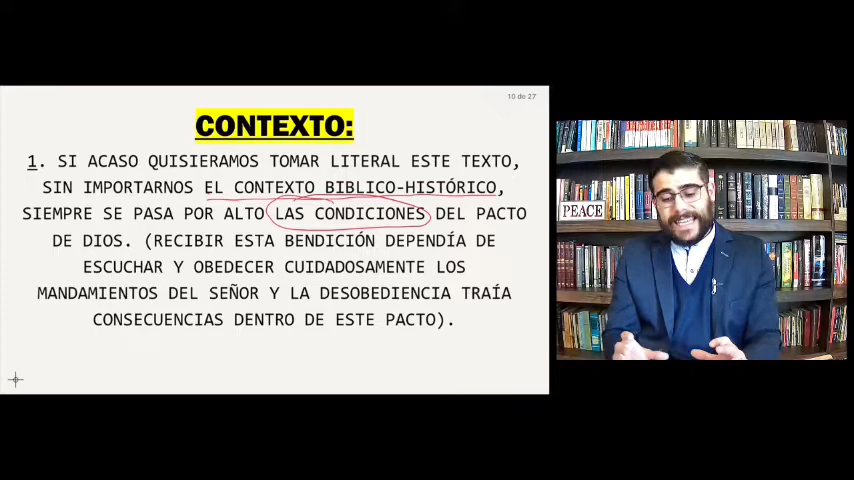 10 de 27
CONTEXTO:
1. SI ACASO QUISIERAMOS TOMAR LITERAL ESTE TEXTO,
SIN IMPORTARNOS EL CONTEXTO BIBLICO-HISTÓRICO,
SIEMPRE SE PASA POR ALTO LAS CONDICIONES DEL PACTO
DE DIOS. (RECIBIR ESTA BENDICIÓN DEPENDÍA DE
ESCUCHAR Y OBEDECER CUIDADOSAMENTE LOS
MANDAMIENTOS DEL SEÑOR Y LA DESOBEDIENCIA TRAÍA
CONSECUENCIAS DENTRO DE ESTE PACTO).
PEACE